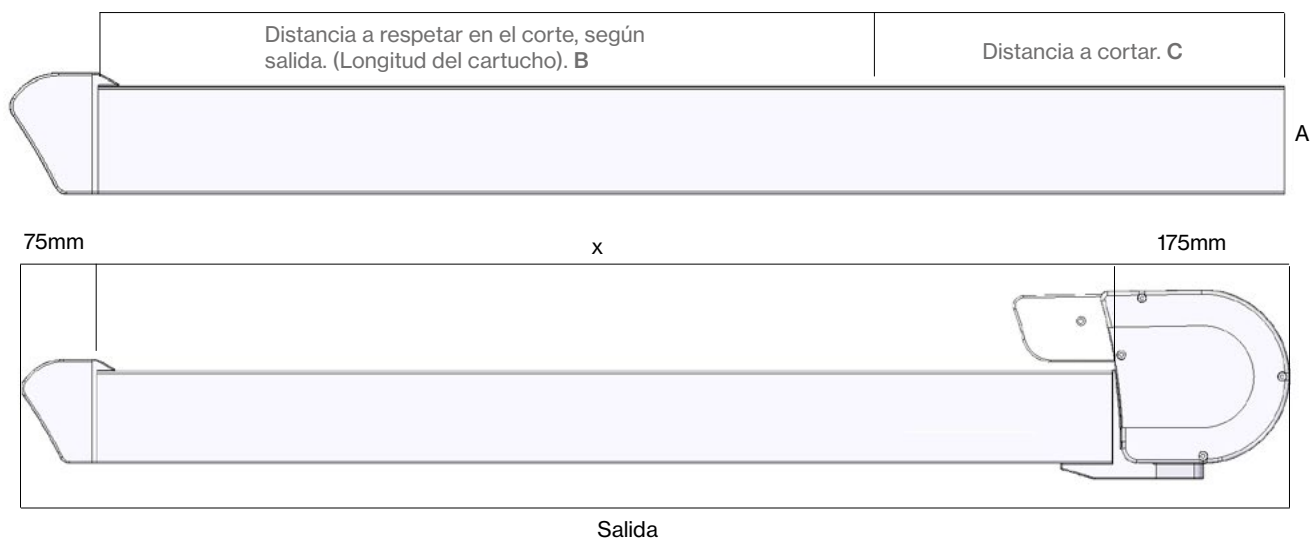 Distancia a respetar en el corte, según
salida. (Longitud del cartucho). B
Distancia a cortar. C
A
75mm
x
175mm
Salida